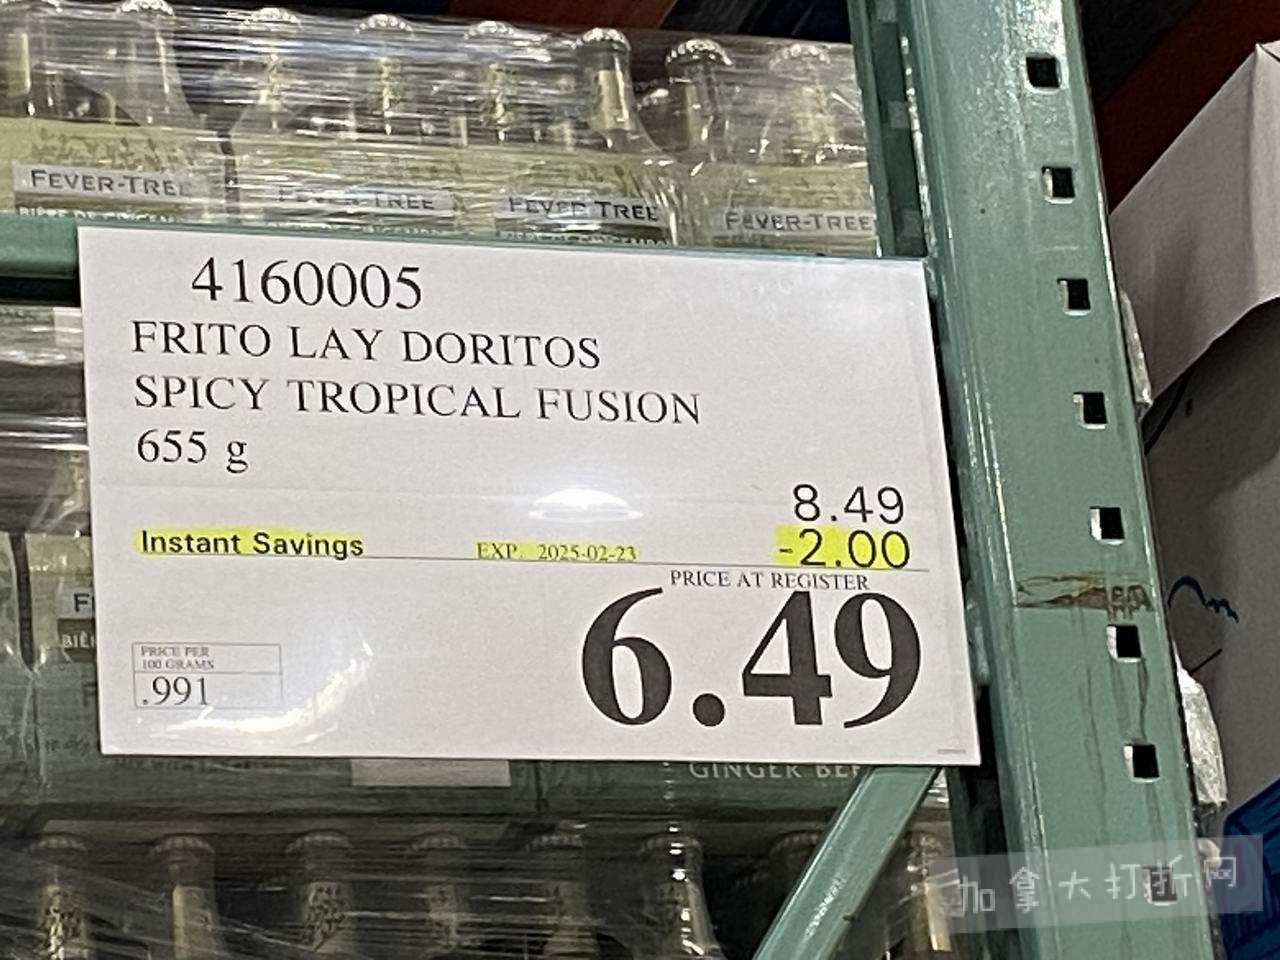 FEVER-TREE
FEVER-TREE
FEVER-TREE
FEVER-TREE
4160005
FRITO LAY DORITOS
SPICY TROPICAL FUSION
655 g
8.49
Instant Savings EXP. 2025-02-23 -2.00
PRICE AT REGISTER
6.49
PRICE PER
100 GRAMS
.991
GINGER
加拿大打折网